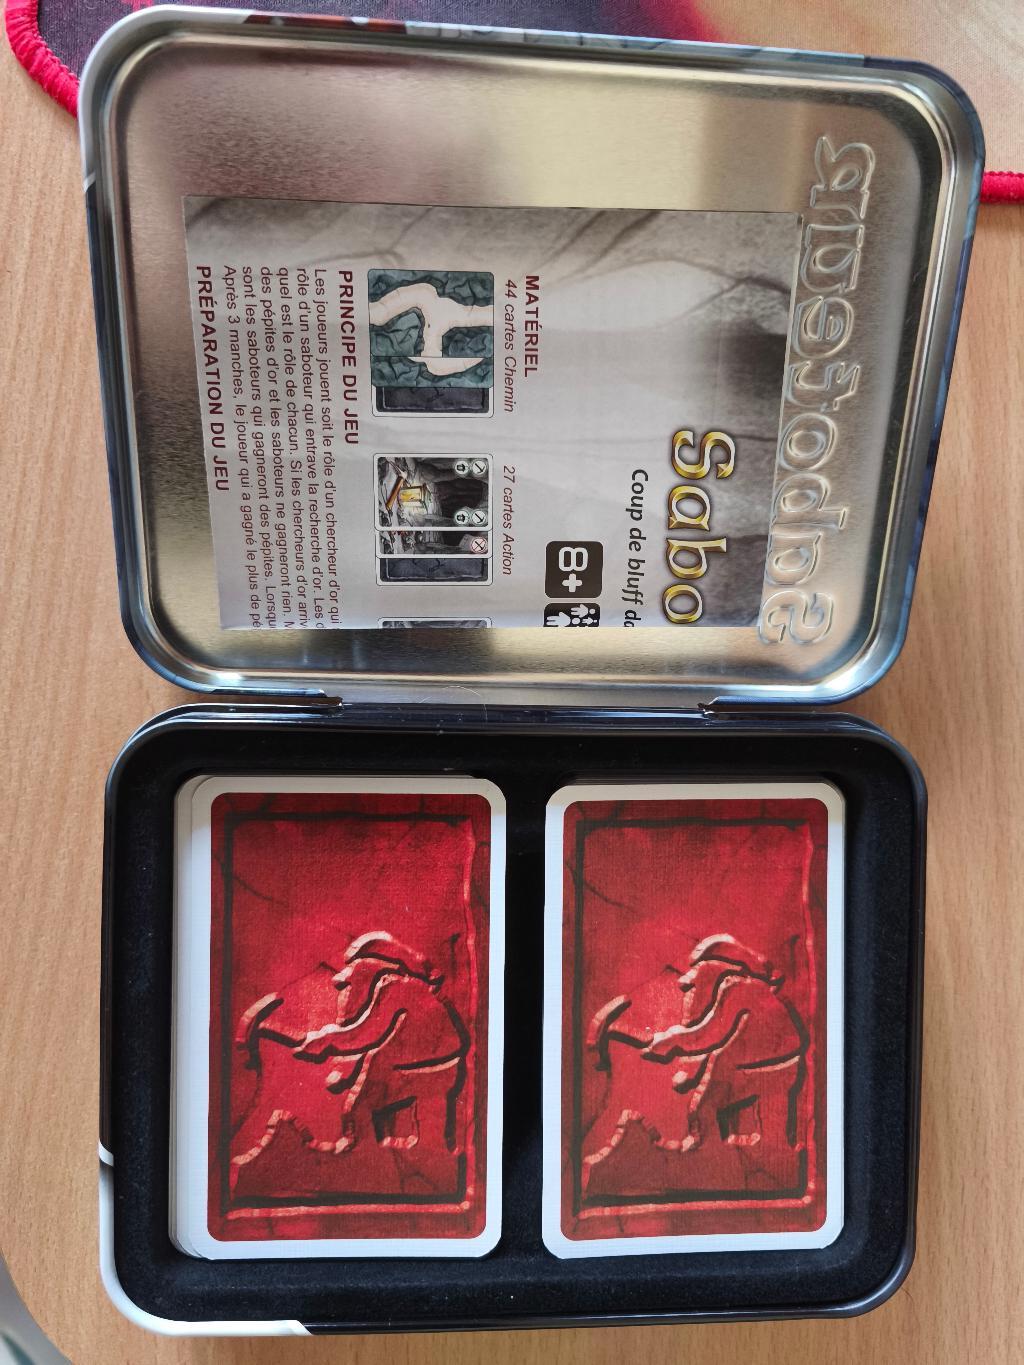 Saboteur
Sabo
Coup de bluff da
8+
MATÉRIEL
44 cartes Chemin
27 cartes Action
PRINCIPE DU JEU
Les joueurs jouent soit le rôle d'un chercheur d'or qui
rôle d'un saboteur qui entrave la recherche d'or. Les
quel est le rôle de chacun. Si les chercheurs d'or arriv
des pépites d'or et les saboteurs ne gagneront rien.
sont les saboteurs qui gagneront des pépites. Lorsqu
Après 3 manches, le joueur qui a gagné le plus de pé
PRÉPARATION DU JEU